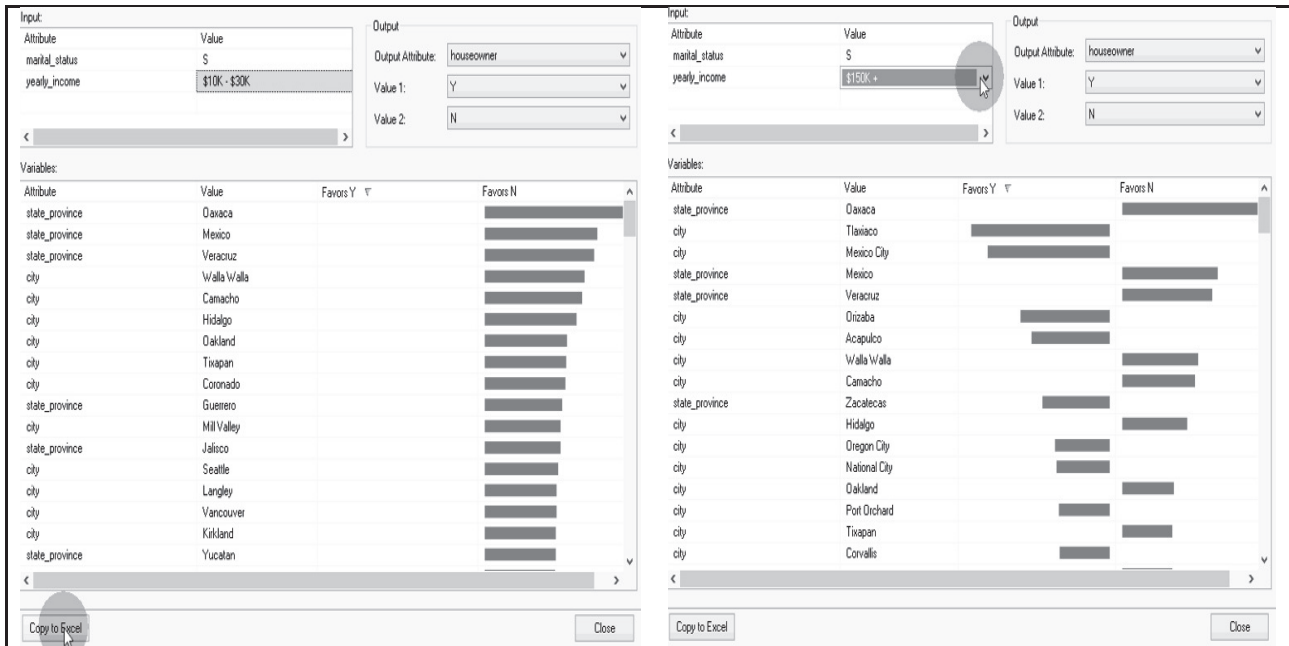 Input:
Attribute Value
marital_status S
yearly_income $10K - $30K
Output
Output Attribute: houseowner
Value 1: Y
Value 2: N
Variables:
Attribute Value Favors Y Favors N
state_province Oaxaca
state_province Mexico
state_province Veracruz
city Walla Walla
city Camacho
city Hidalgo
city Oakland
city Tixapan
city Coronado
state_province Guerrero
city Mill Valley
state_province Jalisco
city Seattle
city Langley
city Vancouver
city Kirkland
state_province Yucatan
Copy to Excel Close
Input:
Attribute Value
marital_status S
yearly_income $150K +
Output
Output Attribute: houseowner
Value 1: Y
Value 2: N
Variables:
Attribute Value Favors Y Favors N
state_province Oaxaca
city Tlaxiaco
city Mexico City
state_province Mexico
state_province Veracruz
city Orizaba
city Acapulco
city Walla Walla
city Camacho
state_province Zacatecas
city Hidalgo
city Oregon City
city National City
city Oakland
city Port Orchard
city Tixapan
city Corvallis
Copy to Excel Close